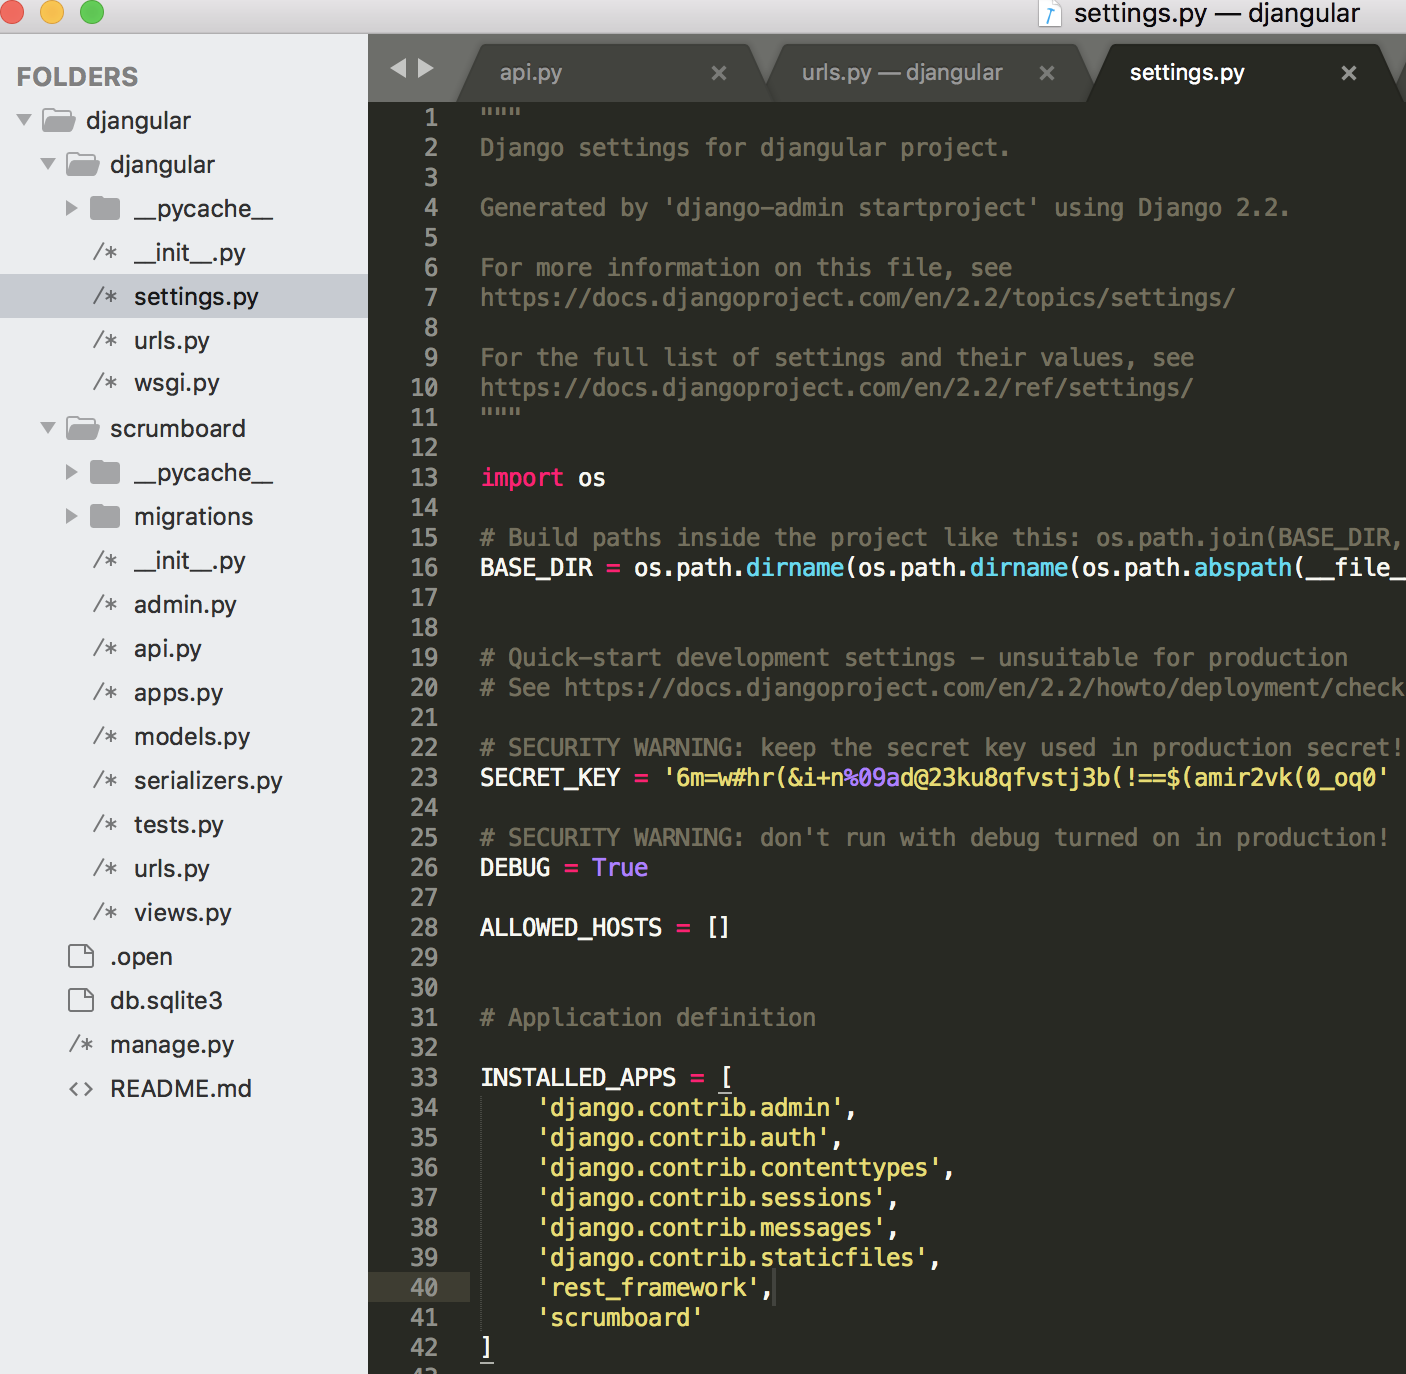 settings.py — djangular
FOLDERS
djangular
djangular
__pycache__
/* __init__.py
/* settings.py
/* urls.py
/* wsgi.py
scrumboard
__pycache__
migrations
/* __init__.py
/* admin.py
/* api.py
/* apps.py
/* models.py
/* serializers.py
/* tests.py
/* urls.py
/* views.py
.open
db.sqlite3
/* manage.py
<> README.md
api.py × urls.py — djangular × settings.py ×
1 """
2 Django settings for djangular project.
3
4 Generated by 'django-admin startproject' using Django 2.2.
5
6 For more information on this file, see
7 https://docs.djangoproject.com/en/2.2/topics/settings/
8
9 For the full list of settings and their values, see
10 https://docs.djangoproject.com/en/2.2/ref/settings/
11 """
12
13 import os
14
15 # Build paths inside the project like this: os.path.join(BASE_DIR,
16 BASE_DIR = os.path.dirname(os.path.dirname(os.path.abspath(__file_
17
18
19 # Quick-start development settings - unsuitable for production
20 # See https://docs.djangoproject.com/en/2.2/howto/deployment/check
21
22 # SECURITY WARNING: keep the secret key used in production secret!
23 SECRET_KEY = '6m=w#hr(&i+n%09ad@23ku8qfvstj3b(!==$(amir2vk(0_oq0'
24
25 # SECURITY WARNING: don't run with debug turned on in production!
26 DEBUG = True
27
28 ALLOWED_HOSTS = []
29
30
31 # Application definition
32
33 INSTALLED_APPS = [
34 'django.contrib.admin',
35 'django.contrib.auth',
36 'django.contrib.contenttypes',
37 'django.contrib.sessions',
38 'django.contrib.messages',
39 'django.contrib.staticfiles',
40 'rest_framework',
41 'scrumboard'
42 ]